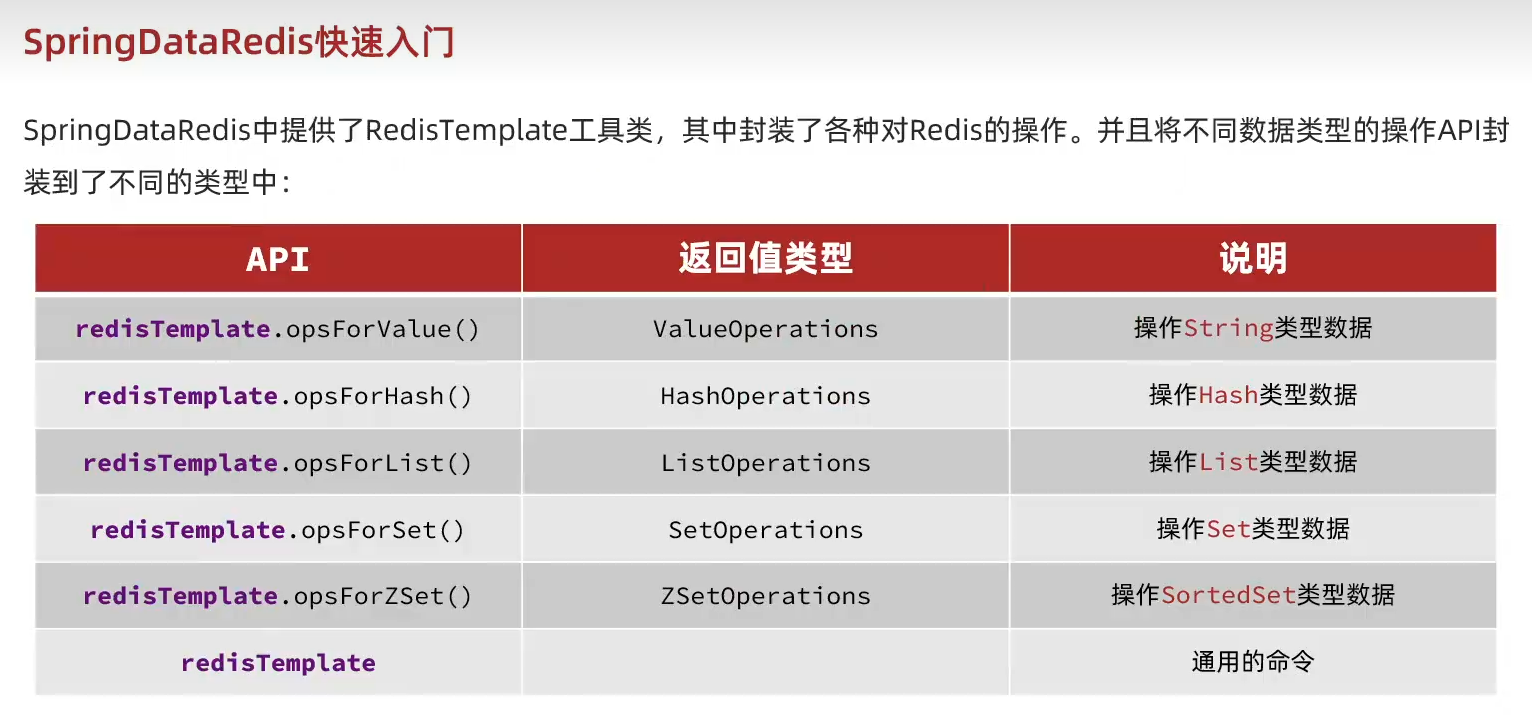 SpringDataRedis快速入门
SpringDataRedis中提供了RedisTemplate工具类，其中封装了各种对Redis的操作。并且将不同数据类型的操作API封
装到了不同的类型中：
API 返回值类型 说明
redisTemplate.opsForValue() ValueOperations 操作String类型数据
redisTemplate.opsForHash() HashOperations 操作Hash类型数据
redisTemplate.opsForList() ListOperations 操作List类型数据
redisTemplate.opsForSet() SetOperations 操作Set类型数据
redisTemplate.opsForZSet() ZSetOperations 操作SortedSet类型数据
redisTemplate 通用的命令